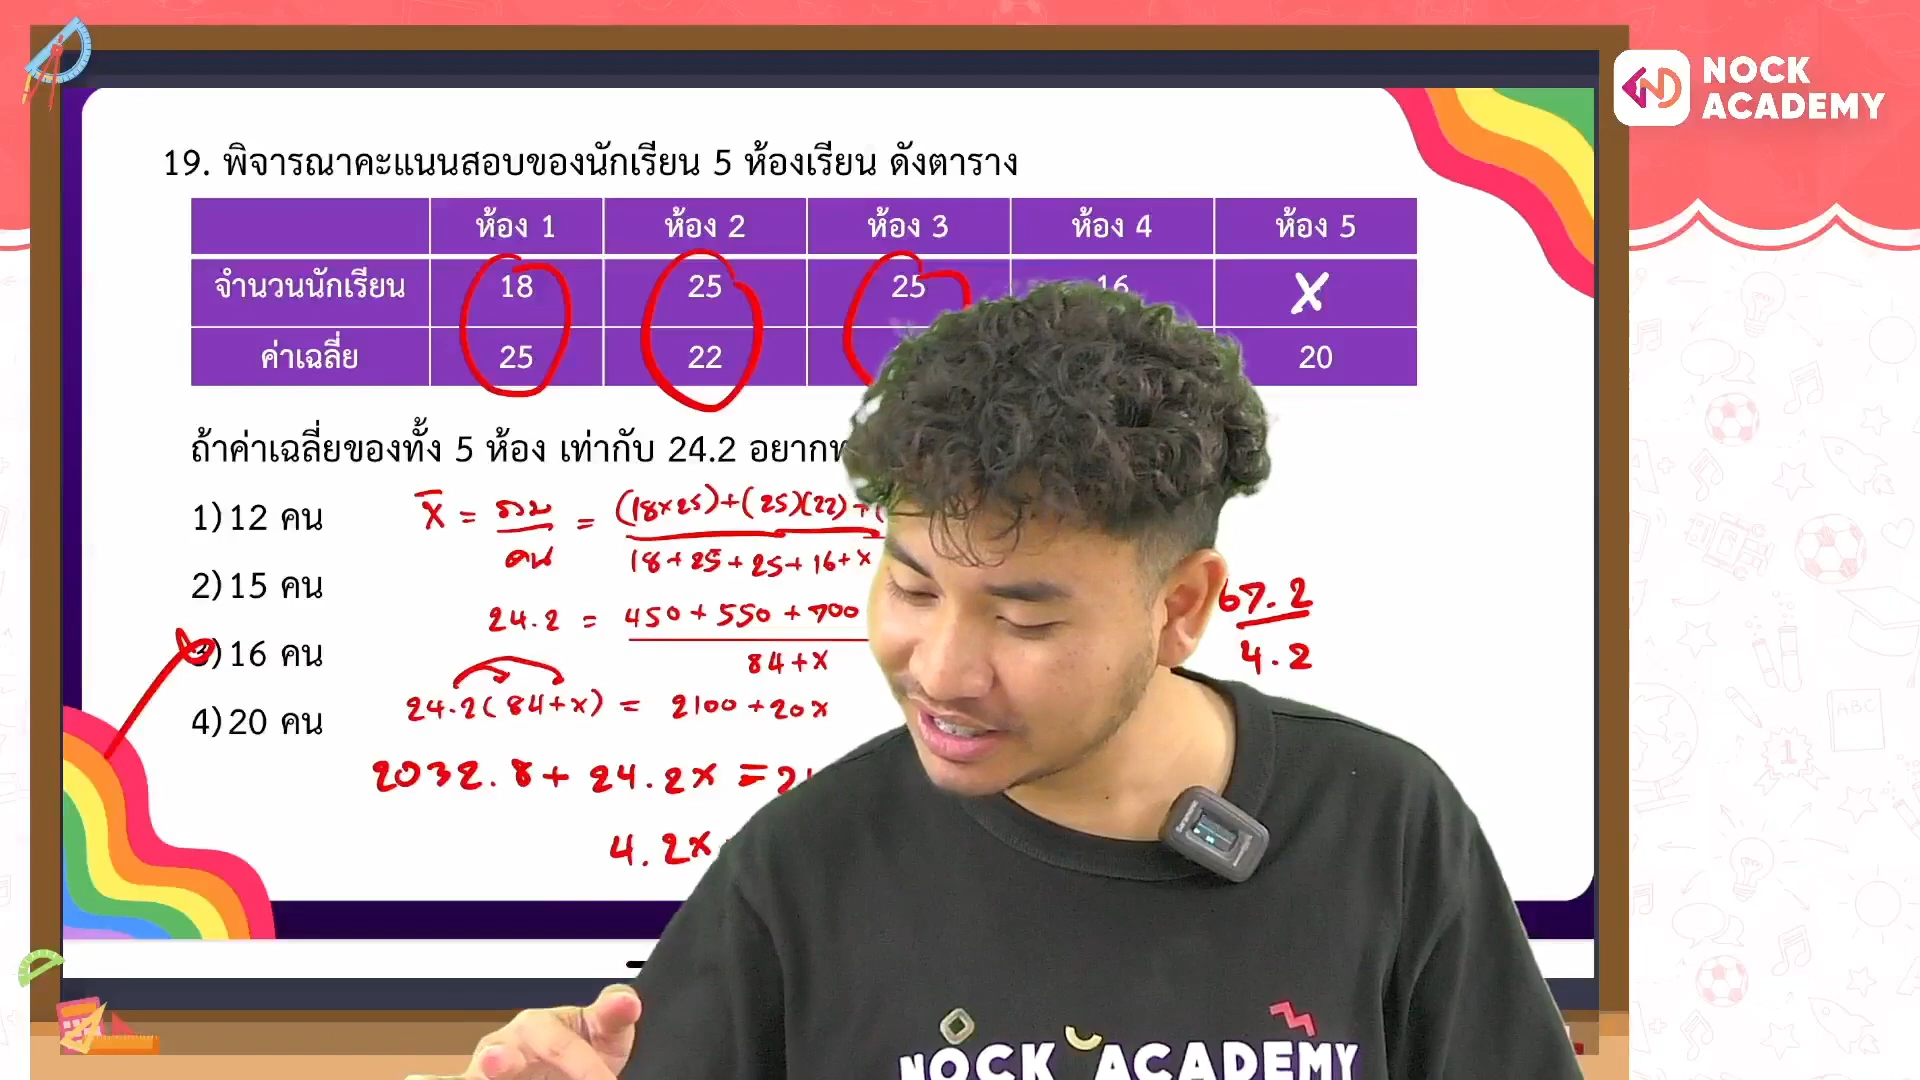 NOCK
ACADEMY
19. พิจารณาคะแนนสอบของนักเรียน 5 ห้องเรียน ดังตาราง
ห้อง 1 ห้อง 2 ห้อง 3 ห้อง 4 ห้อง 5
จำนวนนักเรียน 18 25 25 16 X
ค่าเฉลี่ย 25 22 20
ถ้าค่าเฉลี่ยของทั้ง 5 ห้อง เท่ากับ 24.2
1) 12 คน
2) 15 คน
3) 16 คน
4) 20 คน
X̄ = รวม = (18×25)+(25)(22)+(
คน 18+25+25+16+x
24.2 = 450+550+700
84+x
24.2(84+x) = 2100+20x
2032.8+24.2x =
4.2x
67.2
4.2
NOCK ACADEMY